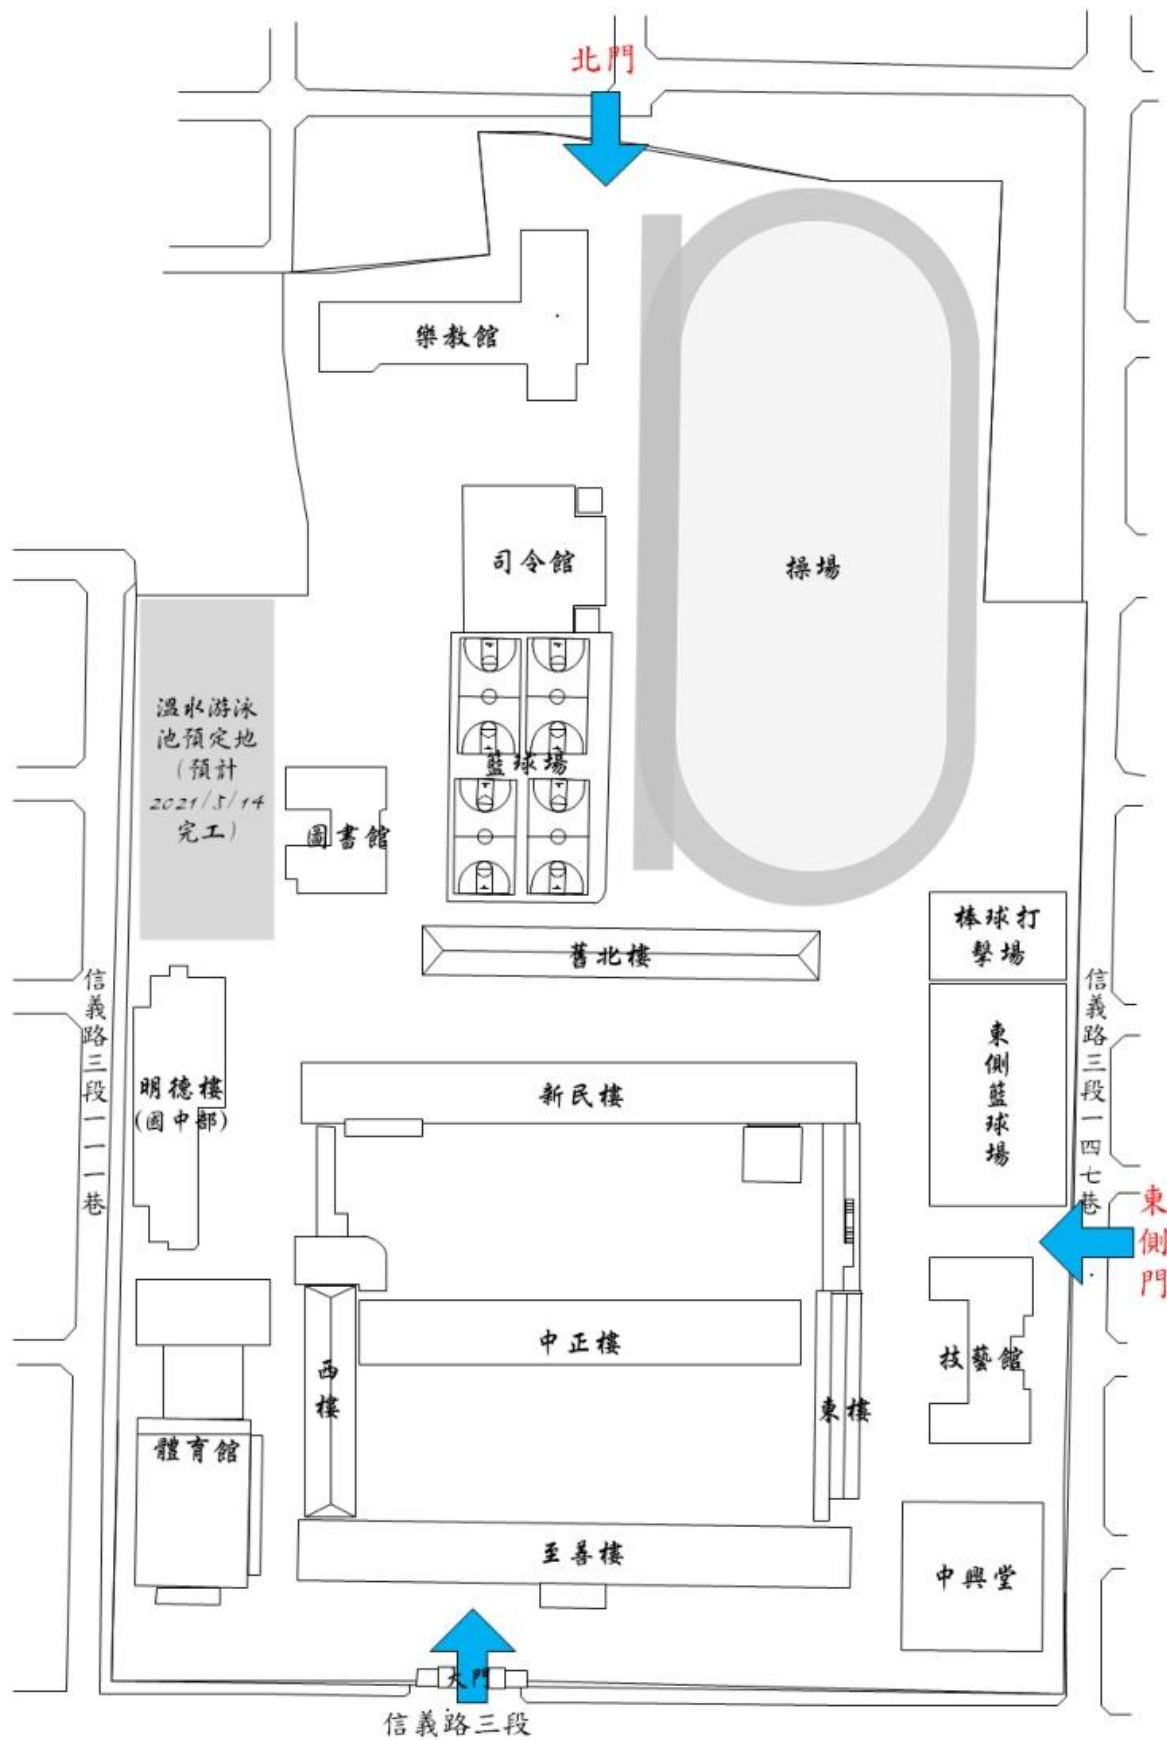 北門
樂教館
司令館
操場
溫水游泳
池預定地
(預計
2021/5/14
完工)
籃球場
圖書館
棒球打
擊場
舊北樓
信義路三段一一一巷
信義路三段一四七巷
東側籃球場
明德樓
(國中部)
新民樓
東側門
中正樓
西樓
東樓
技藝館
體育館
至善樓
中興堂
大門
信義路三段